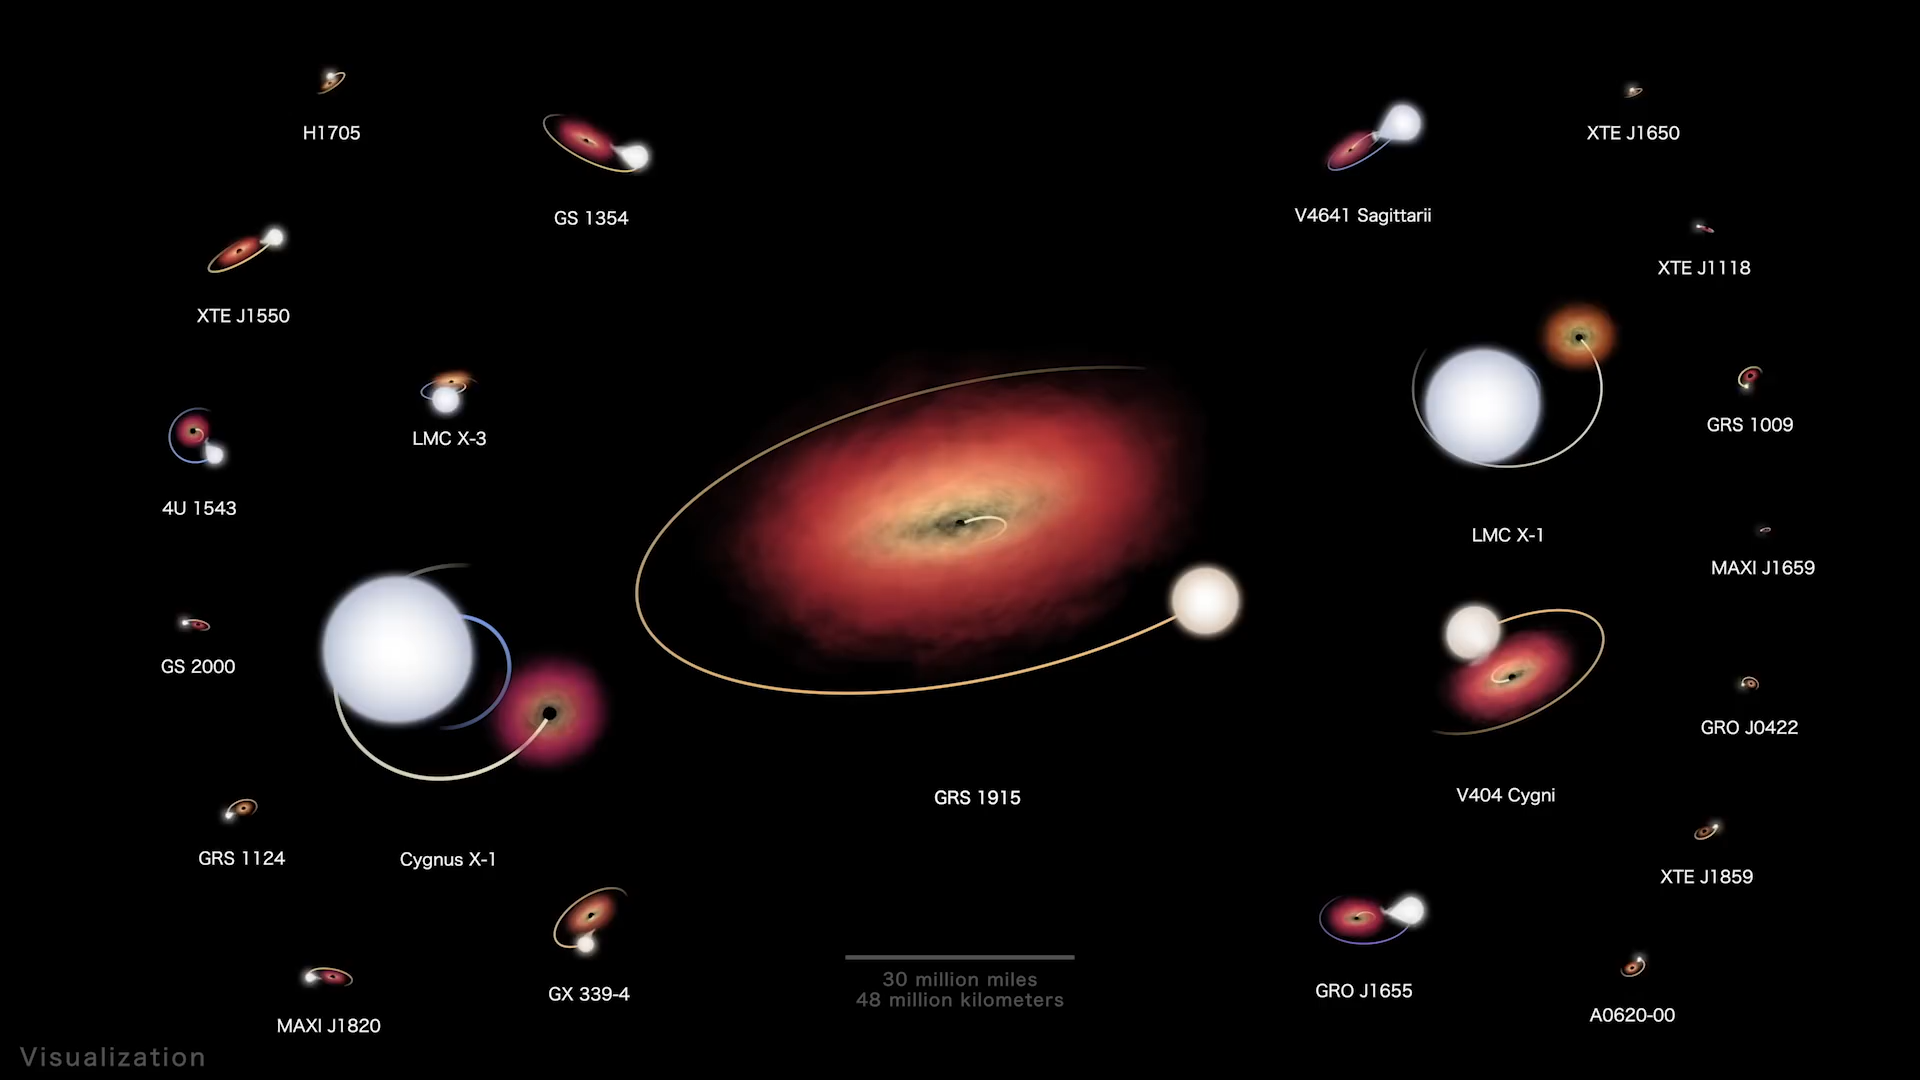 H1705
XTE J1650
GS 1354
V4641 Sagittarii
XTE J1118
XTE J1550
LMC X-3
GRS 1009
4U 1543
LMC X-1
MAXI J1659
GS 2000
GRO J0422
GRS 1915
V404 Cygni
GRS 1124
Cygnus X-1
XTE J1859
30 million miles
48 million kilometers
GX 339-4
GRO J1655
A0620-00
MAXI J1820
Visualization